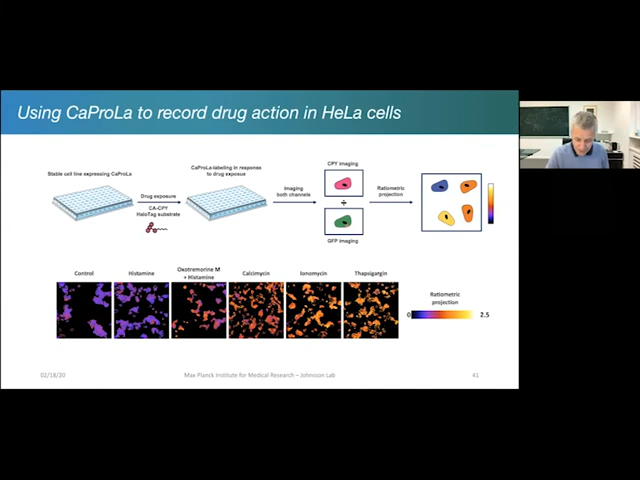 Using CaProLa to record drug action in HeLa cells
Stable cell line expressing CaProLa
Drug exposure
CA-CPY
HaloTag substrate
CaProLa-labeling in response
to drug exposure
Imaging
both channels
CPY imaging
÷
GFP imaging
Ratiometric
projection
Control
Histamine
Oxotremorine M
+ Histamine
Calcimycin
Ionomycin
Thapsigargin
Ratiometric
projection
0
2.5
02/18/20
Max Planck Institute for Medical Research – Johnsson Lab
41